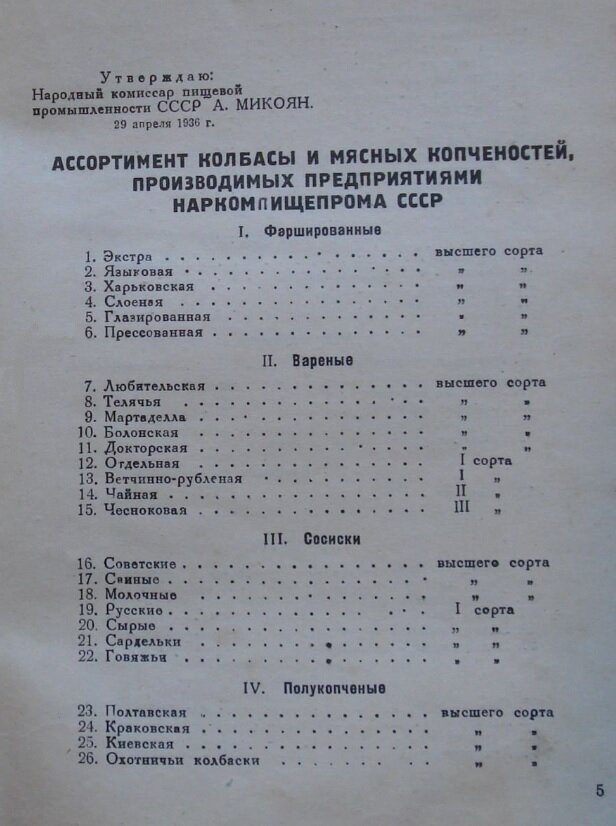 Утверждаю:
Народный комиссар пищевой
промышленности СССР А. МИКОЯН.
29 апреля 1936 г.
АССОРТИМЕНТ КОЛБАСЫ И МЯСНЫХ КОПЧЕНОСТЕЙ,
ПРОИЗВОДИМЫХ ПРЕДПРИЯТИЯМИ
НАРКОМПИЩЕПРОМА СССР
I. Фаршированные
1. Экстра . . . . . . . . . . . . . . . высшего сорта
2. Языковая . . . . . . . . . . . . . . „ „
3. Харьковская . . . . . . . . . . . . . „ „
4. Слоеная . . . . . . . . . . . . . . „ „
5. Глазированная . . . . . . . . . . . . „ „
6. Прессованная . . . . . . . . . . . . „ „
II. Вареные
7. Любительская . . . . . . . . . . . . . высшего сорта
8. Телячья . . . . . . . . . . . . . . „ „
9. Мартаделла . . . . . . . . . . . . . „ „
10. Болонская . . . . . . . . . . . . . „ „
11. Докторская . . . . . . . . . . . . . „ „
12. Отдельная . . . . . . . . . . . . . I сорта
13. Ветчинно-рубленая . . . . . . . . . . I „
14. Чайная . . . . . . . . . . . . . . . II „
15. Чесноковая . . . . . . . . . . . . . III „
III. Сосиски
16. Советские . . . . . . . . . . . . . . высшего сорта
17. Свиные . . . . . . . . . . . . . . . „ „
18. Молочные . . . . . . . . . . . . . . „ „
19. Русские . . . . . . . . . . . . . . I сорта
20. Сырые . . . . . . . . . . . . . . . „ „
21. Сардельки . . . . . . . . . . . . . „ „
22. Говяжьи . . . . . . . . . . . . . . „ „
IV. Полукопченые
23. Полтавская . . . . . . . . . . . . . высшего сорта
24. Краковская . . . . . . . . . . . . . „ „
25. Киевская . . . . . . . . . . . . . . „ „
26. Охотничьи колбаски . . . . . . . . . „ „
5